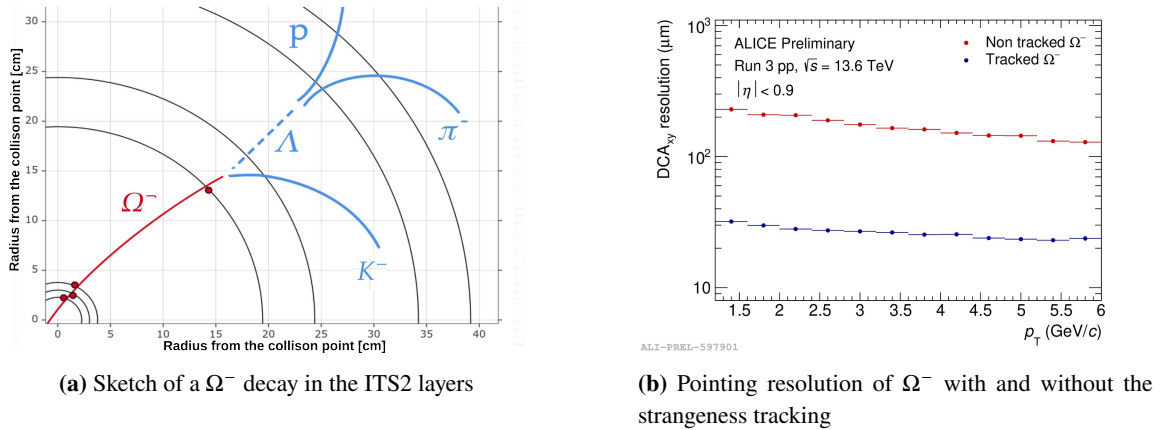 Radius from the collison point [cm]
30
25
20
15
10
5
0
0 5 10 15 20 25 30 35 40
Radius from the collison point [cm]
p
π⁻
Λ
Ω⁻
K⁻
(a) Sketch of a Ω⁻ decay in the ITS2 layers
DCAxy resolution (μm)
10³
10²
10
ALICE Preliminary
Run 3 pp, √s = 13.6 TeV
|η| < 0.9
Non tracked Ω⁻
Tracked Ω⁻
1.5 2 2.5 3 3.5 4 4.5 5 5.5 6
pT (GeV/c)
ALI−PREL−597901
(b) Pointing resolution of Ω⁻ with and without the
strangeness tracking